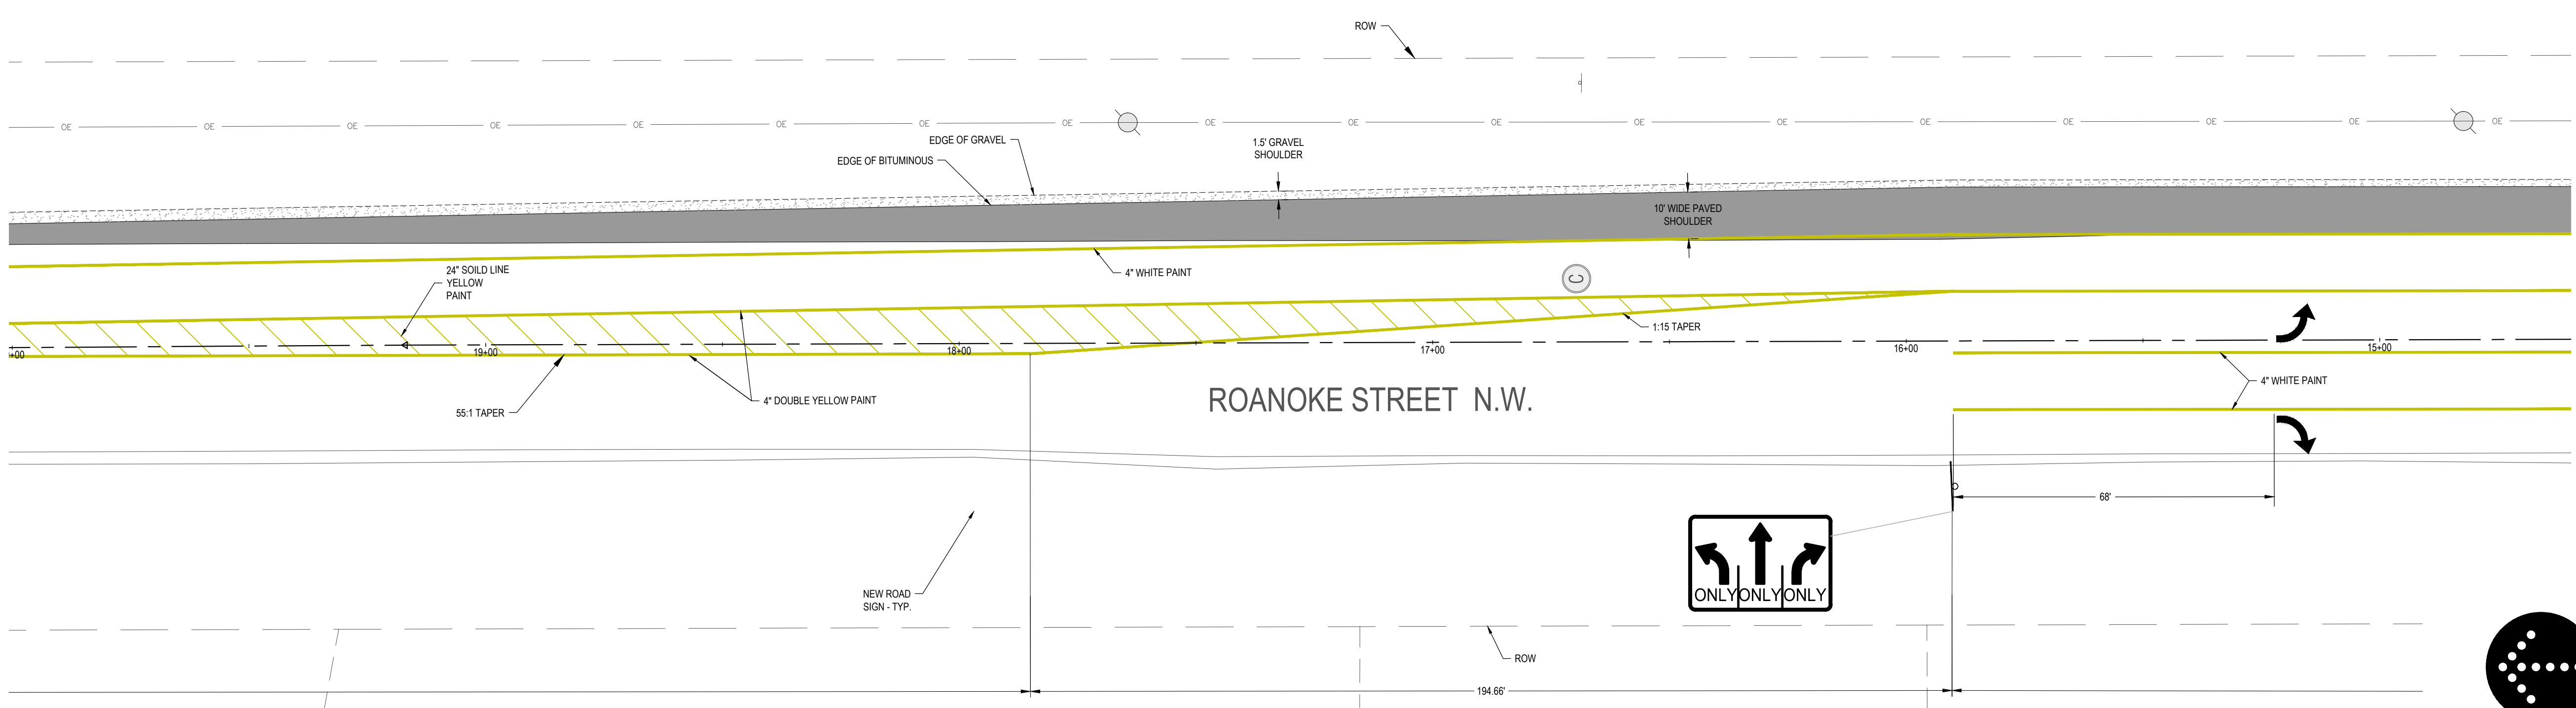 ROW
OE OE OE OE OE OE OE OE OE OE OE OE OE OE OE OE OE OE
EDGE OF GRAVEL
EDGE OF BITUMINOUS
1.5' GRAVEL
SHOULDER
10' WIDE PAVED
SHOULDER
24" SOILD LINE
YELLOW
PAINT
4" WHITE PAINT
C
1:15 TAPER
+00
19+00
18+00
17+00
16+00
15+00
55:1 TAPER
4" DOUBLE YELLOW PAINT
ROANOKE STREET N.W.
4" WHITE PAINT
68'
NEW ROAD
SIGN - TYP.
ONLY ONLY ONLY
ROW
194.66'